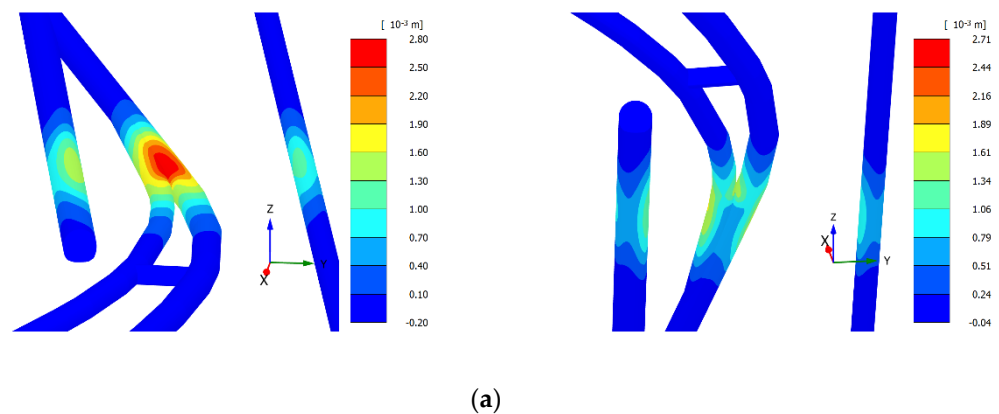 [ 10⁻³ m]
2.80
2.50
2.20
1.90
1.60
1.30
1.00
0.70
0.40
0.10
-0.20
Z
Y
X
[ 10⁻³ m]
2.71
2.44
2.16
1.89
1.61
1.34
1.06
0.79
0.51
0.24
-0.04
Z
X
Y
(a)